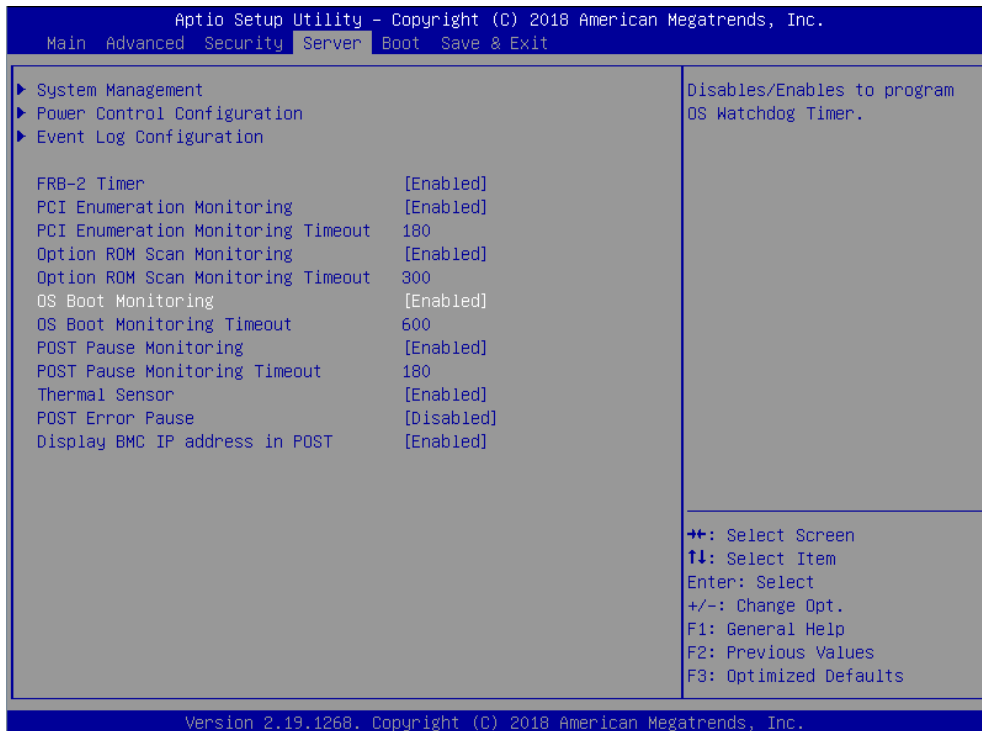 Aptio Setup Utility – Copyright (C) 2018 American Megatrends, Inc.
Main Advanced Security Server Boot Save & Exit
► System Management
► Power Control Configuration
► Event Log Configuration
FRB-2 Timer [Enabled]
PCI Enumeration Monitoring [Enabled]
PCI Enumeration Monitoring Timeout 180
Option ROM Scan Monitoring [Enabled]
Option ROM Scan Monitoring Timeout 300
OS Boot Monitoring [Enabled]
OS Boot Monitoring Timeout 600
POST Pause Monitoring [Enabled]
POST Pause Monitoring Timeout 180
Thermal Sensor [Enabled]
POST Error Pause [Disabled]
Display BMC IP address in POST [Enabled]
Disables/Enables to program
OS Watchdog Timer.
→←: Select Screen
↑↓: Select Item
Enter: Select
+/-: Change Opt.
F1: General Help
F2: Previous Values
F3: Optimized Defaults
Version 2.19.1268. Copyright (C) 2018 American Megatrends, Inc.